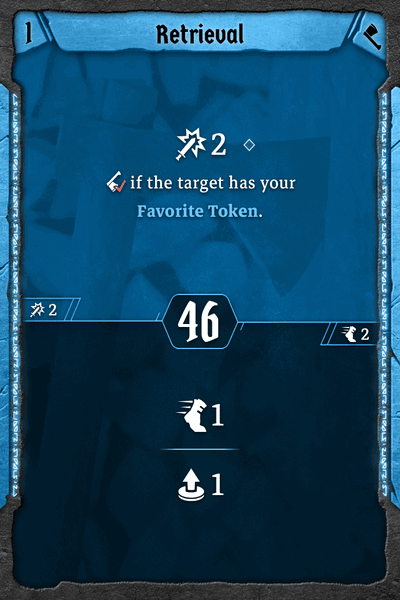 1
Retrieval
2
if the target has your
Favorite Token.
2
46
2
1
1